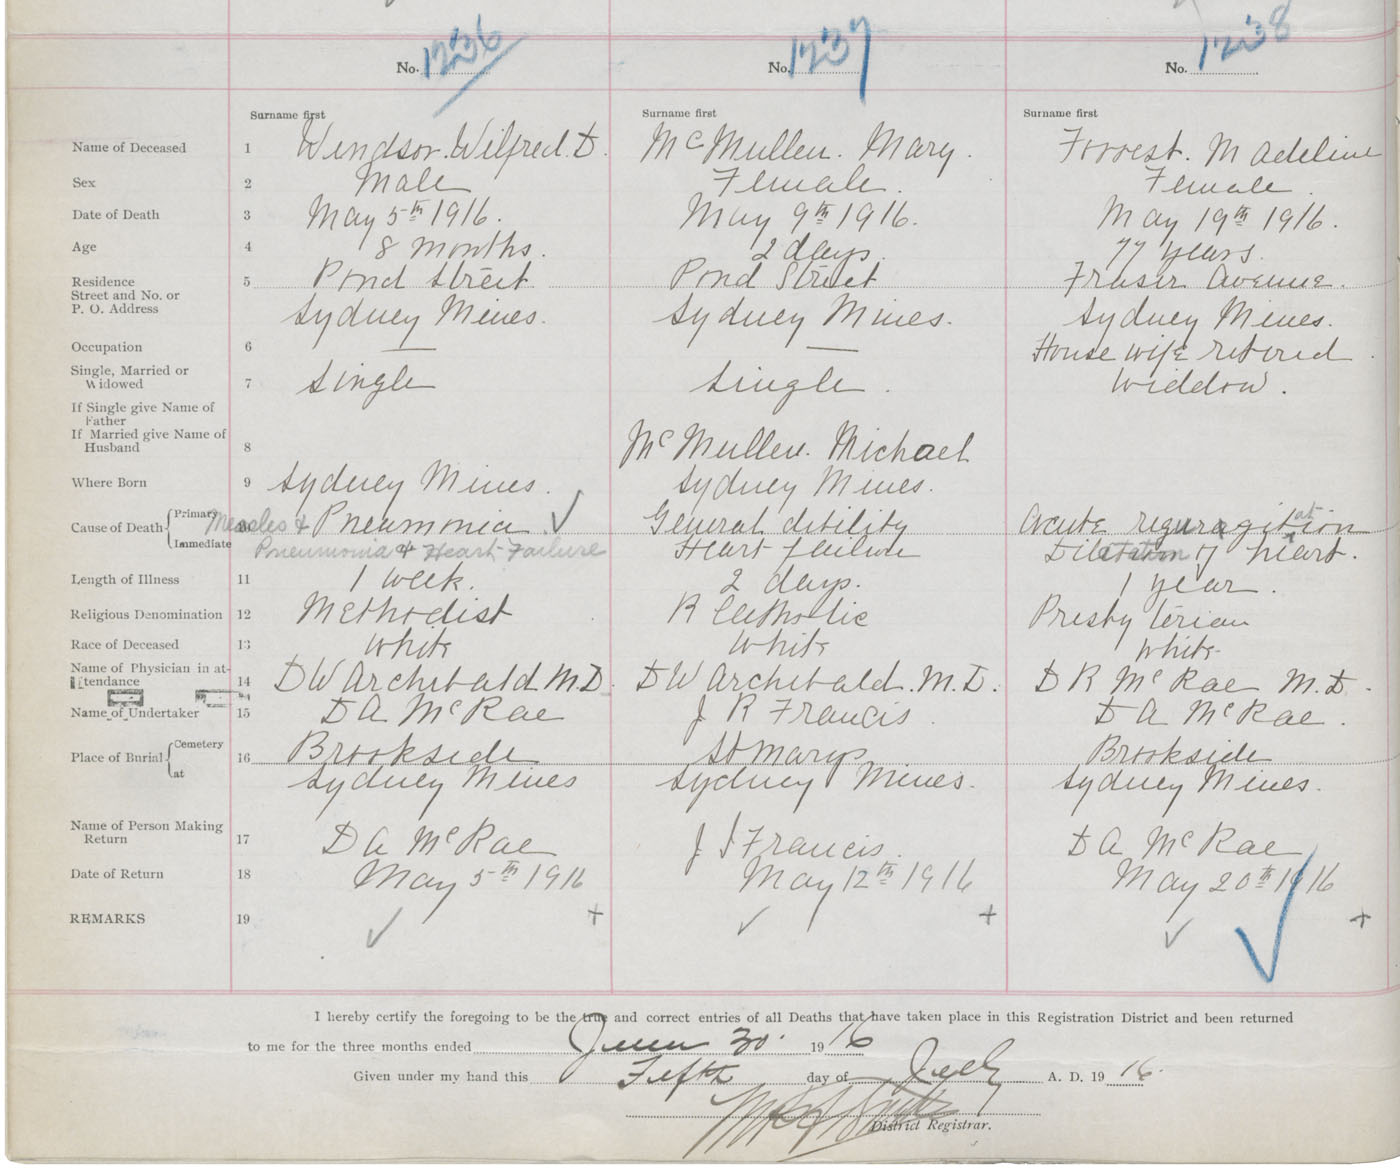 No. 1236 No. 1237 No. 1238
Surname first Surname first Surname first
Name of Deceased 1 Windsor. Wilfred. D. McMullen. Mary. Forrest. Madeline
Sex 2 Male Female. Female.
Date of Death 3 May 5th 1916. May 9th 1916. May 19th 1916.
Age 4 8 months. 2 days. 77 years.
Residence 5 Pond Street Pond Street Fraser Avenue.
Street and No. or
P. O. Address Sydney Mines. Sydney Mines. Sydney Mines.
Occupation 6 — — House wife retired.
Single, Married or
Widowed 7 Single Single. Widdow.
If Single give Name of
Father
If Married give Name of
Husband 8 McMullen. Michael
Where Born 9 Sydney Mines. Sydney Mines.
Cause of Death Primary 10 Measles & Pneumonia. General debility Acute reguragitation
Immediate Pneumonia & Heart Failure Heart failure Dilatation of heart.
Length of Illness 11 1 week. 2 days. 1 year.
Religious Denomination 12 Methodist R Catholic Presbyterian
Race of Deceased 13 White White White
Name of Physician in at-
tendance 14 D W Archibald M.D. D W Archibald. M.D. D R McRae M.D.
Name of Undertaker 15 D A McRae J R Francis. D A McRae.
Place of Burial Cemetery 16 Brookside St Marys Brookside
at Sydney Mines Sydney Mines. Sydney Mines.
Name of Person Making
Return 17 D A McRae J J Francis. D A McRae
Date of Return 18 May 5th 1916 May 12th 1916 May 20th 1916
REMARKS 19
I hereby certify the foregoing to be the true and correct entries of all Deaths that have taken place in this Registration District and been returned
to me for the three months ended June 30. 1916
Given under my hand this Fifth day of July A. D. 1916.
District Registrar.